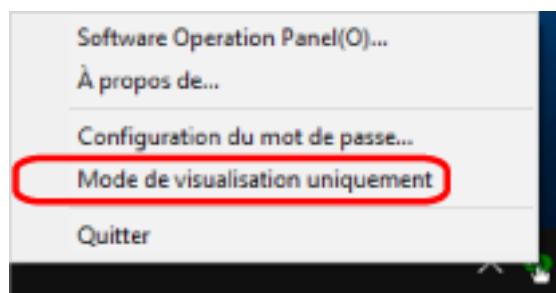 Software Operation Panel(O)...
À propos de...
Configuration du mot de passe...
Mode de visualisation uniquement
Quitter